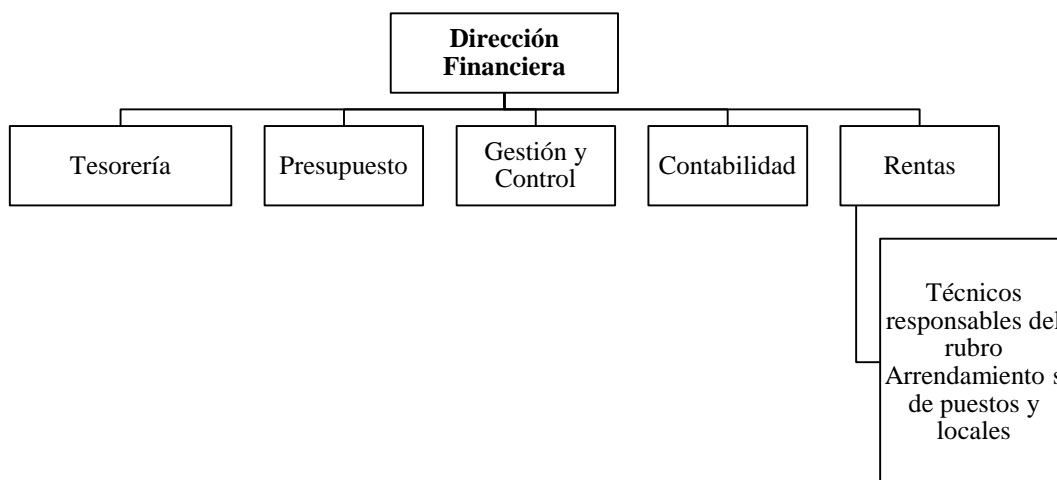 Dirección
Financiera
Tesorería
Presupuesto
Gestión y
Control
Contabilidad
Rentas
Técnicos
responsables del
rubro
Arrendamiento s
de puestos y
locales